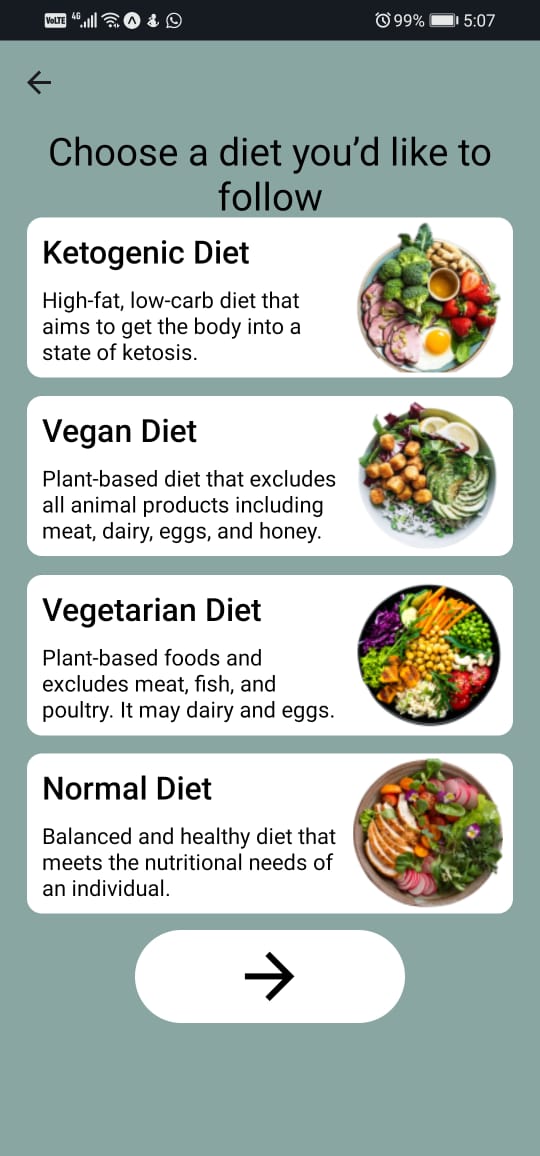 VoLTE 4G 99% 5:07
Choose a diet you’d like to
follow
Ketogenic Diet
High-fat, low-carb diet that
aims to get the body into a
state of ketosis.
Vegan Diet
Plant-based diet that excludes
all animal products including
meat, dairy, eggs, and honey.
Vegetarian Diet
Plant-based foods and
excludes meat, fish, and
poultry. It may dairy and eggs.
Normal Diet
Balanced and healthy diet that
meets the nutritional needs of
an individual.